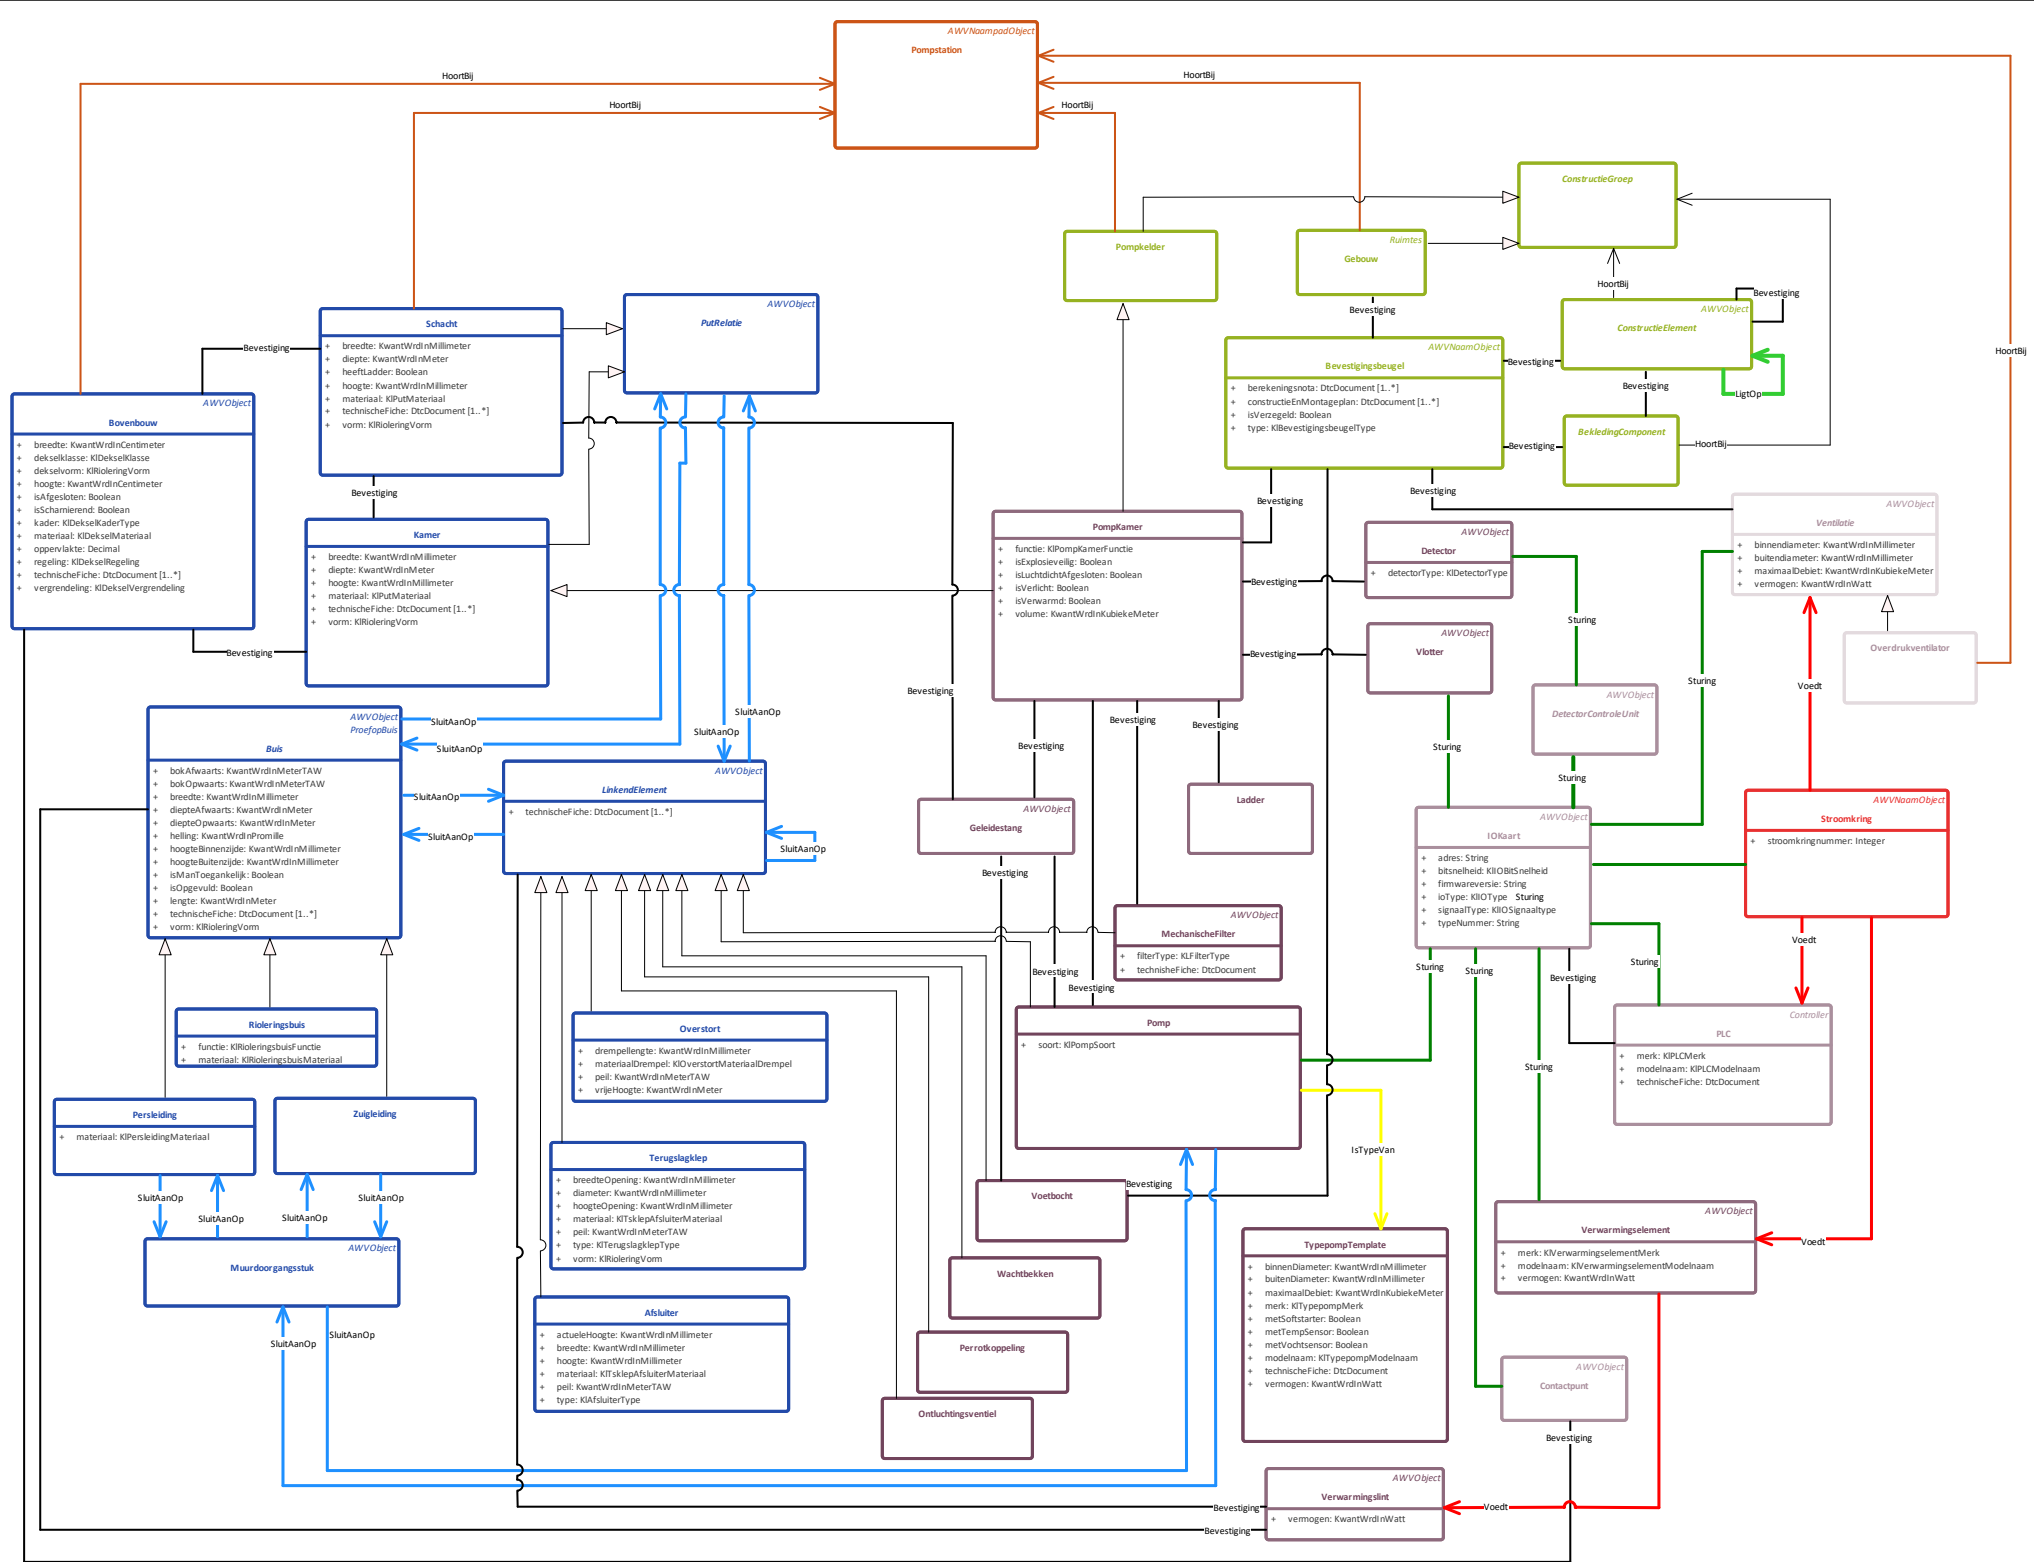 AWVNaampadObject
Pompstation
HoortBij
HoortBij
HoortBij
HoortBij
HoortBij
ConstructieGroep
Pompkelder
Ruimtes
Gebouw
HoortBij
Bevestiging
AWVObject
ConstructieElement
Bevestiging
LigtOp
Bevestiging
Bevestiging
AWVNaamObject
Bevestigingsbeugel
+ berekeningsnota: DtcDocument [1..*]
+ constructieEnMontageplan: DtcDocument [1..*]
+ isVerzegeld: Boolean
+ type: KlBevestigingsbeugelType
Bevestiging
BekledingComponent
HoortBij
Schacht
+ breedte: KwantWrdInMillimeter
+ diepte: KwantWrdInMeter
+ heeftLadder: Boolean
+ hoogte: KwantWrdInMillimeter
+ materiaal: KlPutMateriaal
+ technischeFiche: DtcDocument [1..*]
+ vorm: KlRioleringVorm
AWVObject
PutRelatie
Bevestiging
AWVObject
Bovenbouw
+ breedte: KwantWrdInCentimeter
+ dekselklasse: KlDekselKlasse
+ dekselvorm: KlRioleringVorm
+ hoogte: KwantWrdInCentimeter
+ isAfgesloten: Boolean
+ isScharnierend: Boolean
+ kader: KlDekselKaderType
+ materiaal: KlDekselMateriaal
+ oppervlakte: Decimal
+ regeling: KlDekselRegeling
+ technischeFiche: DtcDocument [1..*]
+ vergrendeling: KlDekselVergrendeling
Bevestiging
Kamer
+ breedte: KwantWrdInMillimeter
+ diepte: KwantWrdInMeter
+ hoogte: KwantWrdInMillimeter
+ materiaal: KlPutMateriaal
+ technischeFiche: DtcDocument [1..*]
+ vorm: KlRioleringVorm
Bevestiging
PompKamer
+ functie: KlPompKamerFunctie
+ isExplosieveilig: Boolean
+ isLuchtdichtAfgesloten: Boolean
+ isVerlicht: Boolean
+ isVerwarmd: Boolean
+ volume: KwantWrdInKubiekeMeter
Bevestiging
Bevestiging
AWVObject
Detector
+ detectorType: KlDetectorType
Bevestiging
Bevestiging
AWVObject
Vlotter
AWVObject
Ventilatie
+ binnendiameter: KwantWrdInMillimeter
+ buitendiameter: KwantWrdInMillimeter
+ maximaalDebiet: KwantWrdInKubiekeMeter
+ vermogen: KwantWrdInWatt
Overdrukventilator
Sturing
Sturing
Voedt
AWVObject
DetectorControleUnit
Sturing
Sturing
AWVObject
ProefopBuis
Buis
+ bokAfwaarts: KwantWrdInMeterTAW
+ bokOpwaarts: KwantWrdInMeterTAW
+ breedte: KwantWrdInMillimeter
+ diepteAfwaarts: KwantWrdInMeter
+ diepteOpwaarts: KwantWrdInMeter
+ helling: KwantWrdInPromille
+ hoogteBinnenzijde: KwantWrdInMillimeter
+ hoogteBuitenzijde: KwantWrdInMillimeter
+ isManToegankelijk: Boolean
+ isOpgevuld: Boolean
+ lengte: KwantWrdInMeter
+ technischeFiche: DtcDocument [1..*]
+ vorm: KlRioleringVorm
SluitAanOp
SluitAanOp
SluitAanOp
SluitAanOp
SluitAanOp
SluitAanOp
AWVObject
LinkendElement
+ technischeFiche: DtcDocument [1..*]
SluitAanOp
Bevestiging
Bevestiging
Bevestiging
Bevestiging
AWVObject
Geleidestang
Ladder
Bevestiging
AWVObject
IOKaart
+ adres: String
+ bitsnelheid: KlIOBitSnelheid
+ firmwareversie: String
+ ioType: KlIOType
Sturing
+ signaalType: KlIOSignaaltype
+ typeNummer: String
AWVNaamObject
Stroomkring
+ stroomkringnummer: Integer
AWVObject
MechanischeFilter
+ filterType: KLFilterType
+ technisheFiche: DtcDocument
Bevestiging
Bevestiging
Sturing
Sturing
Bevestiging
Sturing
Voedt
Rioleringsbuis
+ functie: KlRioleringsbuisFunctie
+ materiaal: KlRioleringsbuisMateriaal
Overstort
+ drempellengte: KwantWrdInMillimeter
+ materiaalDrempel: KlOverstortMateriaalDrempel
+ peil: KwantWrdInMeterTAW
+ vrijeHoogte: KwantWrdInMeter
Pomp
+ soort: KlPompSoort
Controller
PLC
+ merk: KlPLCMerk
+ modelnaam: KlPLCModelnaam
+ technischeFiche: DtcDocument
Sturing
Persleiding
+ materiaal: KlPersleidingMateriaal
Zuigleiding
Terugslagklep
+ breedteOpening: KwantWrdInMillimeter
+ diameter: KwantWrdInMillimeter
+ hoogteOpening: KwantWrdInMillimeter
+ materiaal: KlTsklepAfsluiterMateriaal
+ peil: KwantWrdInMeterTAW
+ type: KlTerugslagklepType
+ vorm: KlRioleringVorm
IsTypeVan
Voetbocht
Bevestiging
SluitAanOp
SluitAanOp
SluitAanOp
SluitAanOp
AWVObject
Muurdoorgangsstuk
SluitAanOp
SluitAanOp
Wachtbekken
TypepompTemplate
+ binnenDiameter: KwantWrdInMillimeter
+ buitenDiameter: KwantWrdInMillimeter
+ maximaalDebiet: KwantWrdInKubiekeMeter
+ merk: KlTypepompMerk
+ metSoftstarter: Boolean
+ metTempSensor: Boolean
+ metVochtsensor: Boolean
+ modelnaam: KlTypepompModelnaam
+ technischeFiche: DtcDocument
+ vermogen: KwantWrdInWatt
AWVObject
Verwarmingselement
+ merk: KlVerwarmingselementMerk
+ modelnaam: KlVerwarmingselementModelnaam
+ vermogen: KwantWrdInWatt
Voedt
Afsluiter
+ actueleHoogte: KwantWrdInMillimeter
+ breedte: KwantWrdInMillimeter
+ hoogte: KwantWrdInMillimeter
+ materiaal: KlTsklepAfsluiterMateriaal
+ peil: KwantWrdInMeterTAW
+ type: KlAfsluiterType
Perrotkoppeling
Ontluchtingsventiel
AWVObject
Contactpunt
Bevestiging
AWVObject
Verwarmingslint
+ vermogen: KwantWrdInWatt
Voedt
Bevestiging
Bevestiging